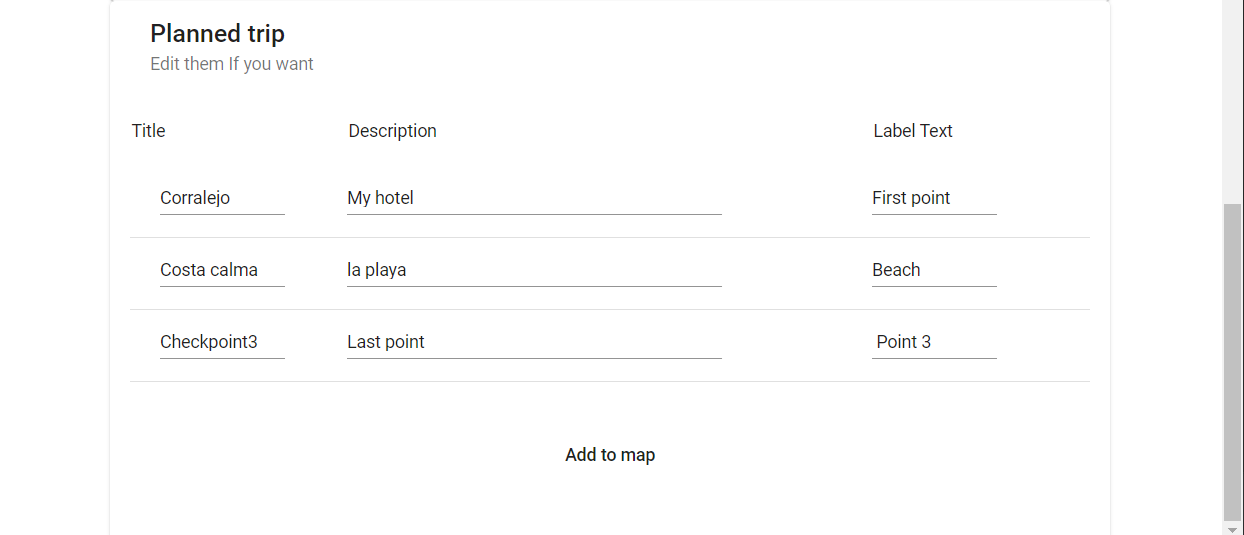 Planned trip
Edit them If you want
Title Description Label Text
Corralejo My hotel First point
Costa calma la playa Beach
Checkpoint3 Last point Point 3
Add to map